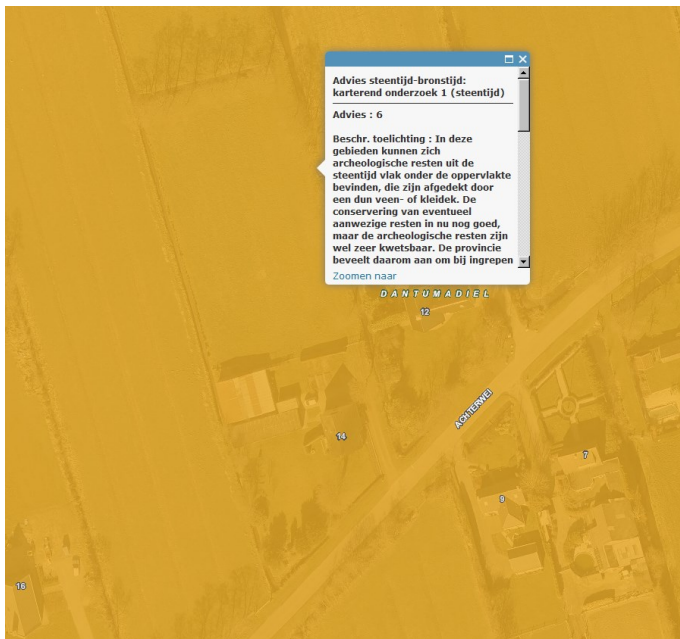 Advies steentijd-bronstijd:
karterend onderzoek 1 (steentijd)
Advies : 6
Beschr. toelichting : In deze
gebieden kunnen zich
archeologische resten uit de
steentijd vlak onder de oppervlakte
bevinden, die zijn afgedekt door
een dun veen- of kleidek. De
conservering van eventueel
aanwezige resten in nu nog goed,
maar de archeologische resten zijn
wel zeer kwetsbaar. De provincie
beveelt daarom aan om bij ingrepen
Zoomen naar
DANTUMADIEL
12
ACHTERWEI
14
7
9
16